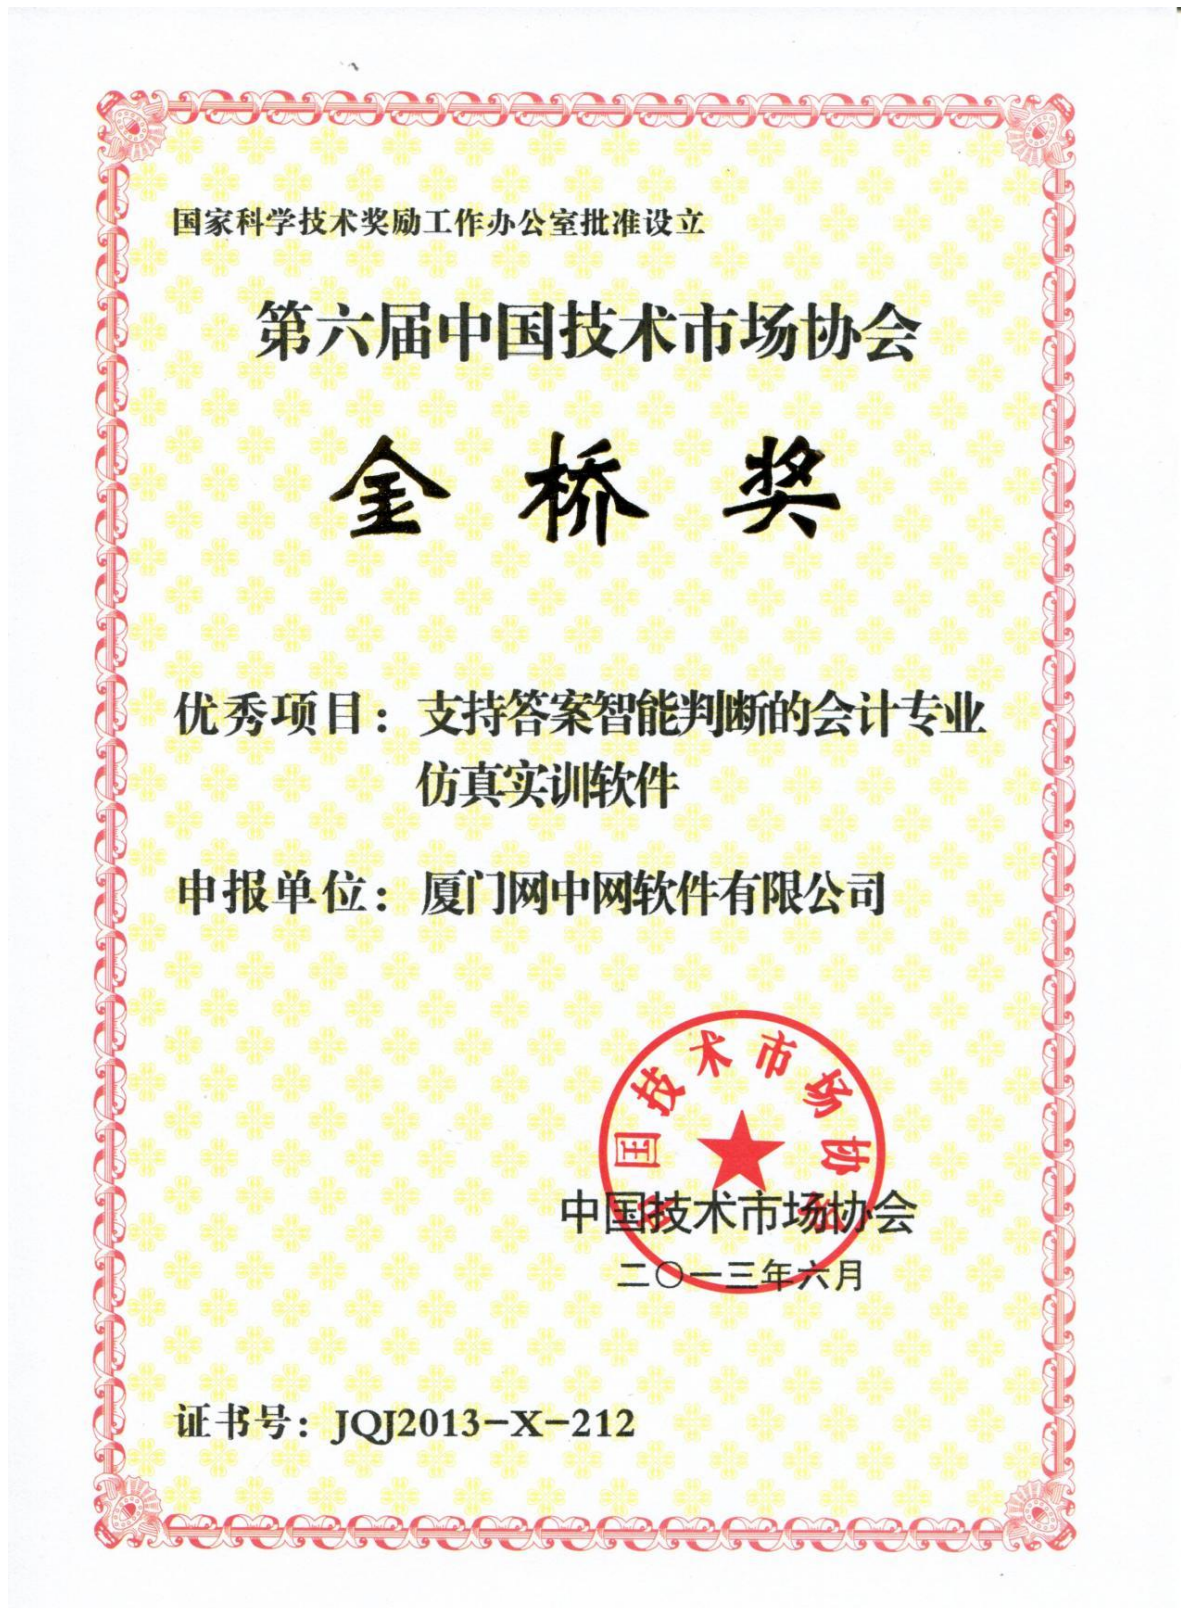 国家科学技术奖励工作办公室批准设立
第六届中国技术市场协会
金桥奖
优秀项目：支持答案智能判断的会计专业
仿真实训软件
申报单位：厦门网中网软件有限公司
中国技术市场协会
中国技术市场协会
二〇一三年六月
证书号：JQJ2013-X-212